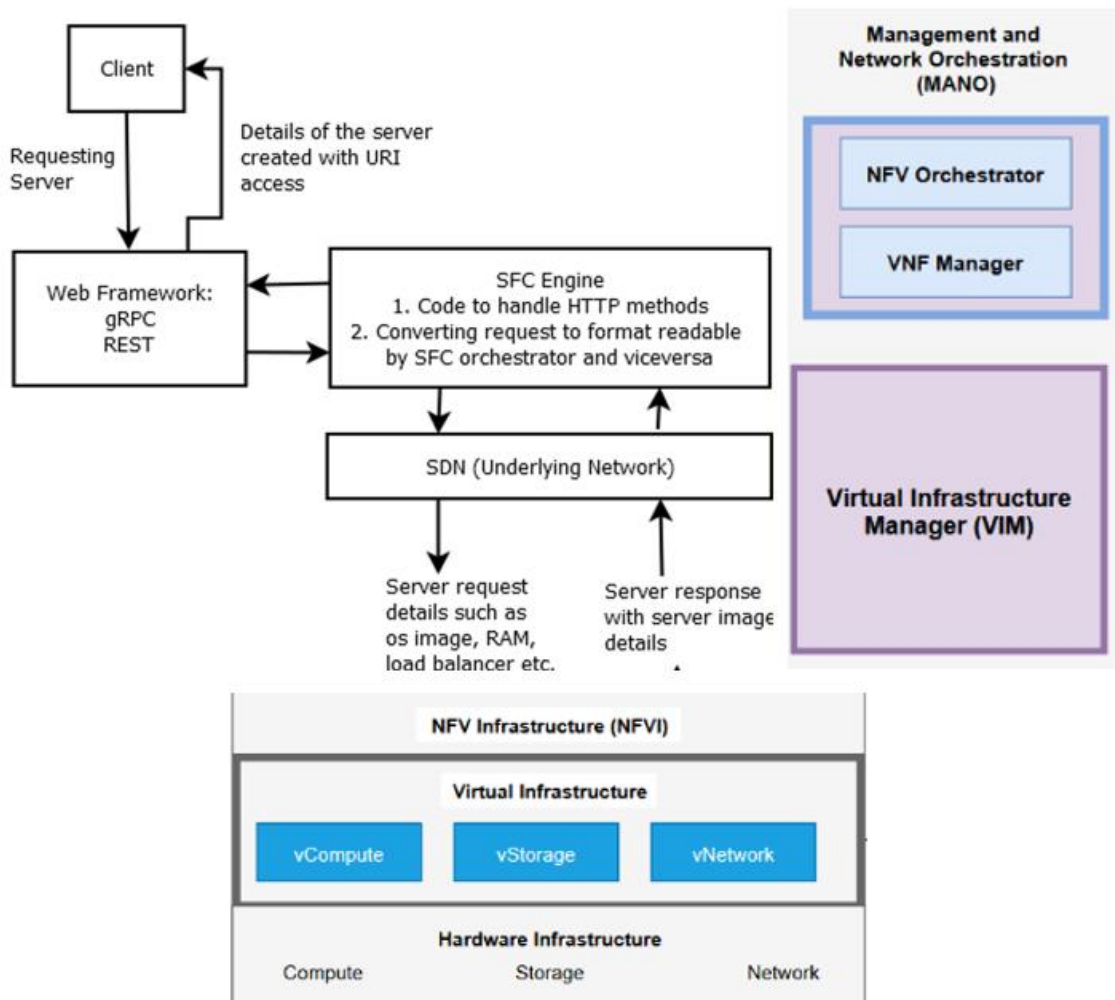 Client
Requesting
Server
Details of the server
created with URI
access
Web Framework:
gRPC
REST
SFC Engine
1. Code to handle HTTP methods
2. Converting request to format readable
by SFC orchestrator and viceversa
SDN (Underlying Network)
Server request
details such as
os image, RAM,
load balancer etc.
Server response
with server image
details
Management and
Network Orchestration
(MANO)
NFV Orchestrator
VNF Manager
Virtual Infrastructure
Manager (VIM)
NFV Infrastructure (NFVI)
Virtual Infrastructure
vCompute
vStorage
vNetwork
Hardware Infrastructure
Compute
Storage
Network